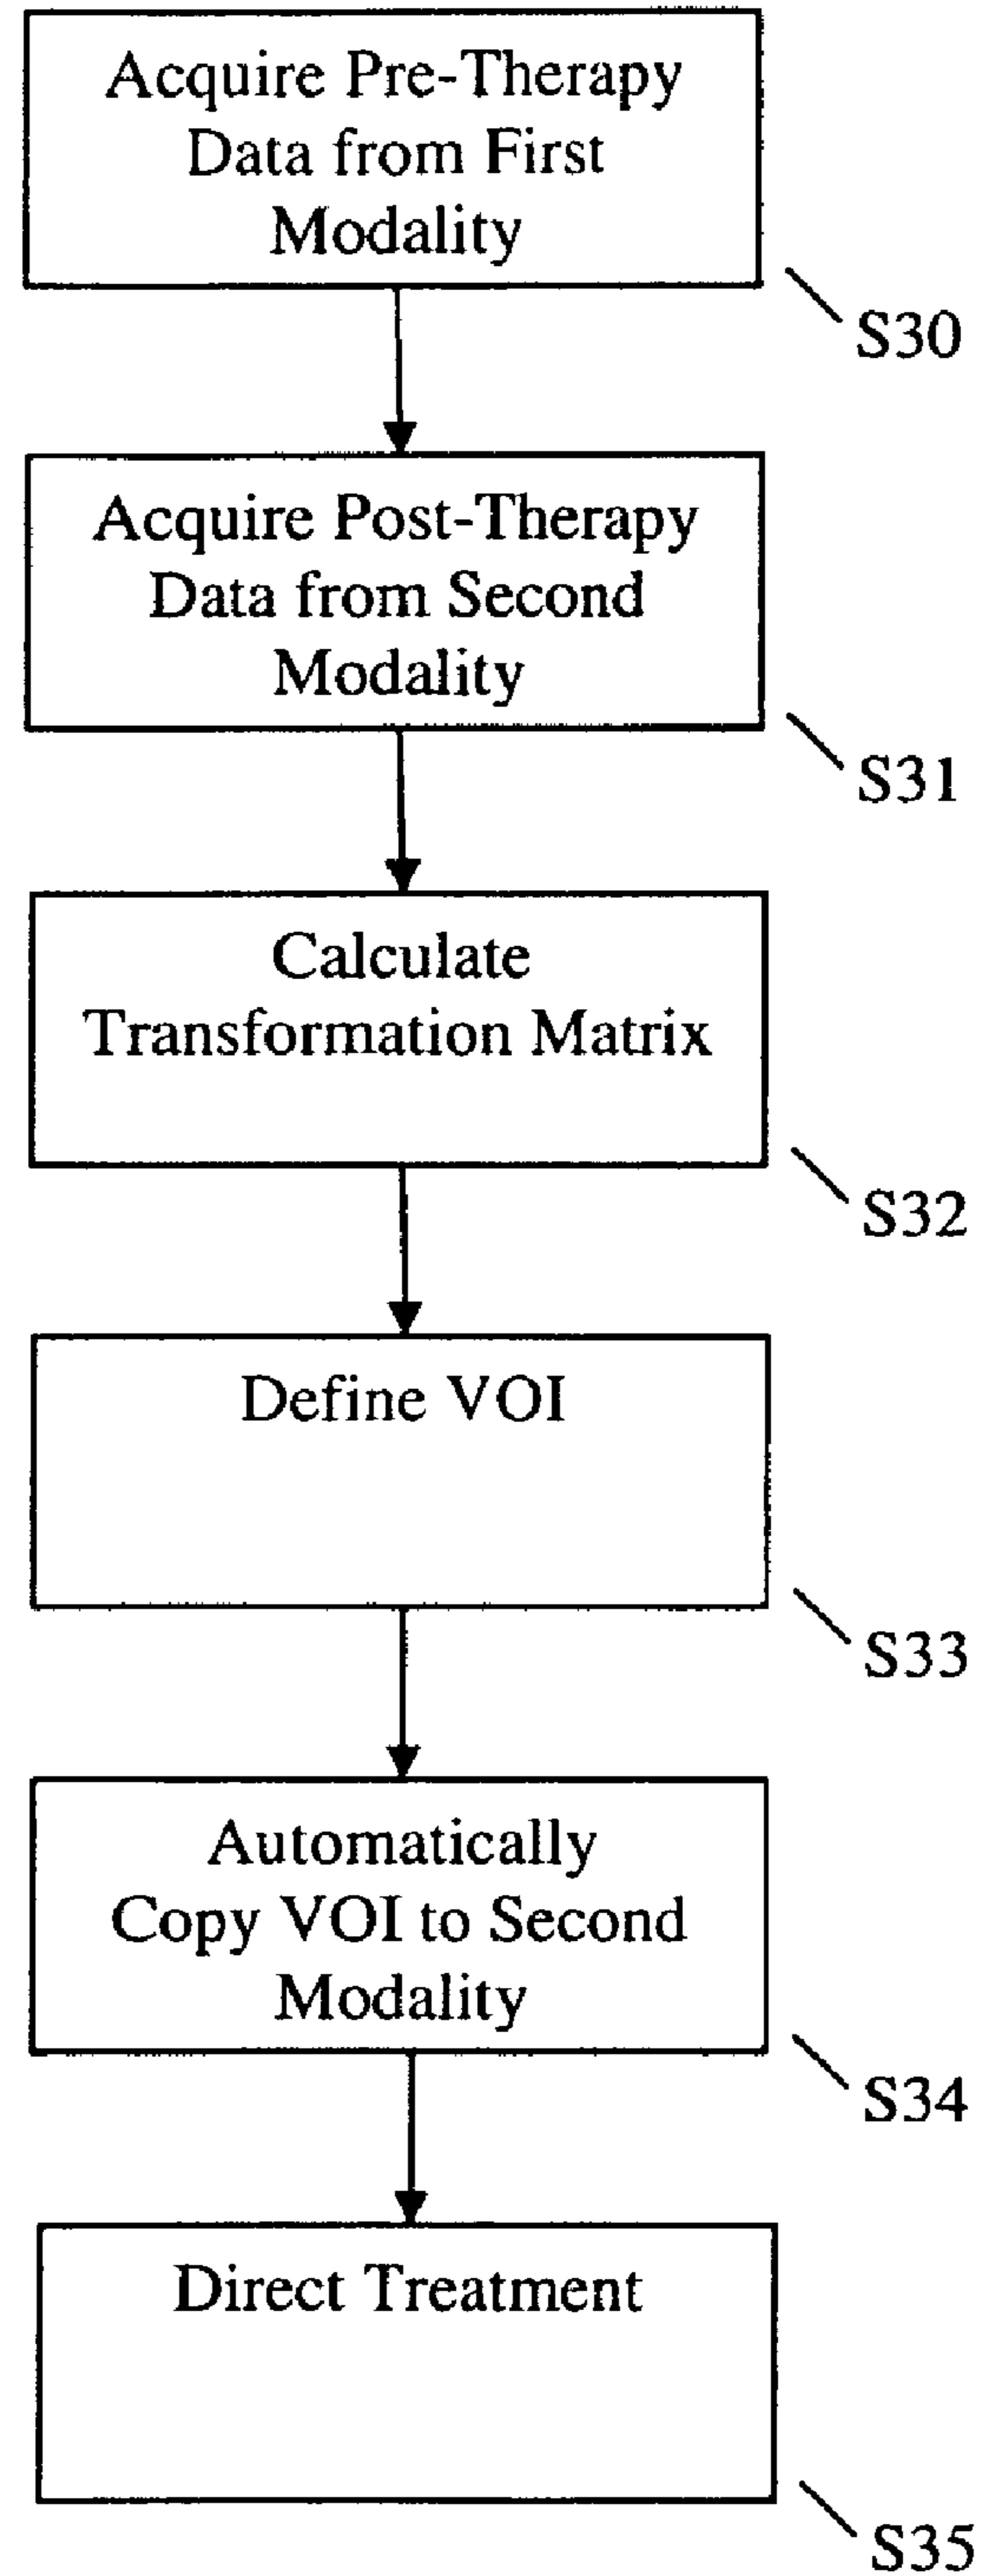 Acquire Pre-Therapy
Data from First
Modality
S30
Acquire Post-Therapy
Data from Second
Modality
S31
Calculate
Transformation Matrix
S32
Define VOI
S33
Automatically
Copy VOI to Second
Modality
S34
Direct Treatment
S35